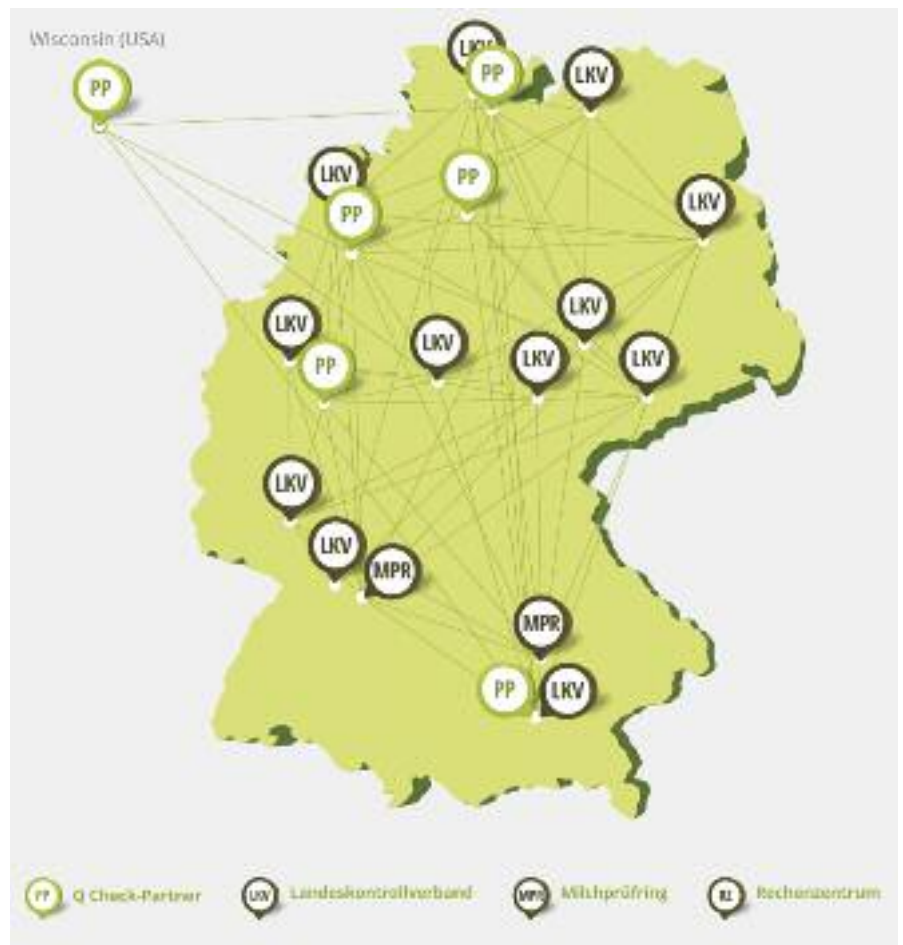 Wisconsin (USA)
LKV
PP
PP
LKV
LKV
PP
LKV
PP
LKV
LKV
LKV
LKV
LKV
PP
LKV
LKV
LKV
MPR
MPR
PP
LKV
PP Q Check-Partner
LKV Landeskontrollverband
MPR Milchprüfring
RZ Rechenzentrum